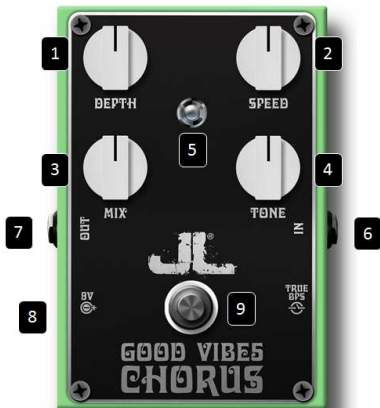 1
2
DEPTH
SPEED
5
3
4
MIX
TONE
OUT
IN
7
6
JL®
9V
TRUE
BPS
8
9
GOOD VIBES
CHORUS